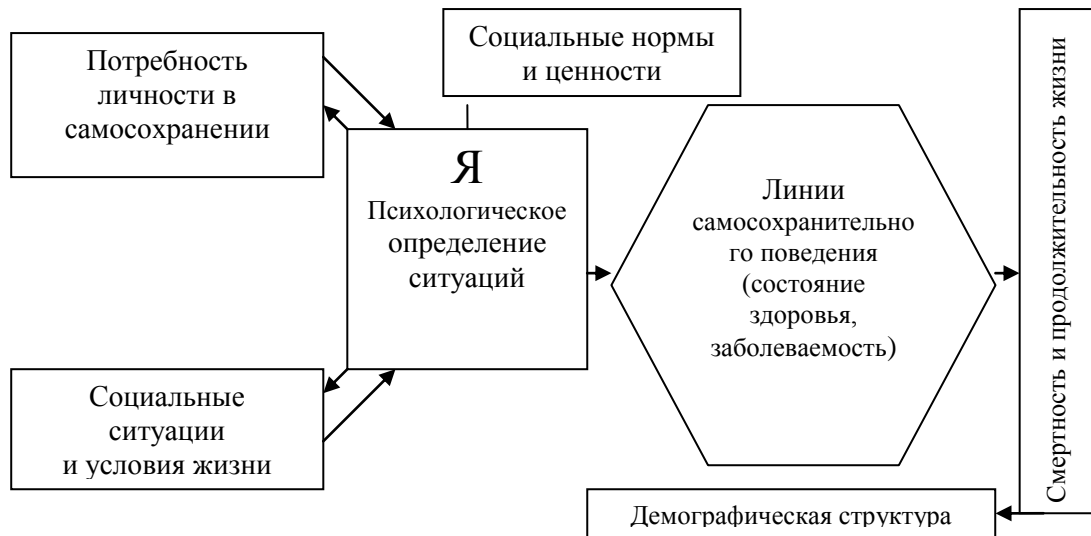 Потребность
личности в
самосохранении
Социальные нормы
и ценности
Я
Психологическое
определение
ситуаций
Социальные
ситуации
и условия жизни
Линии
самосохранительно
го поведения
(состояние
здоровья,
заболеваемость)
Смертность и продолжительность жизни
Демографическая структура